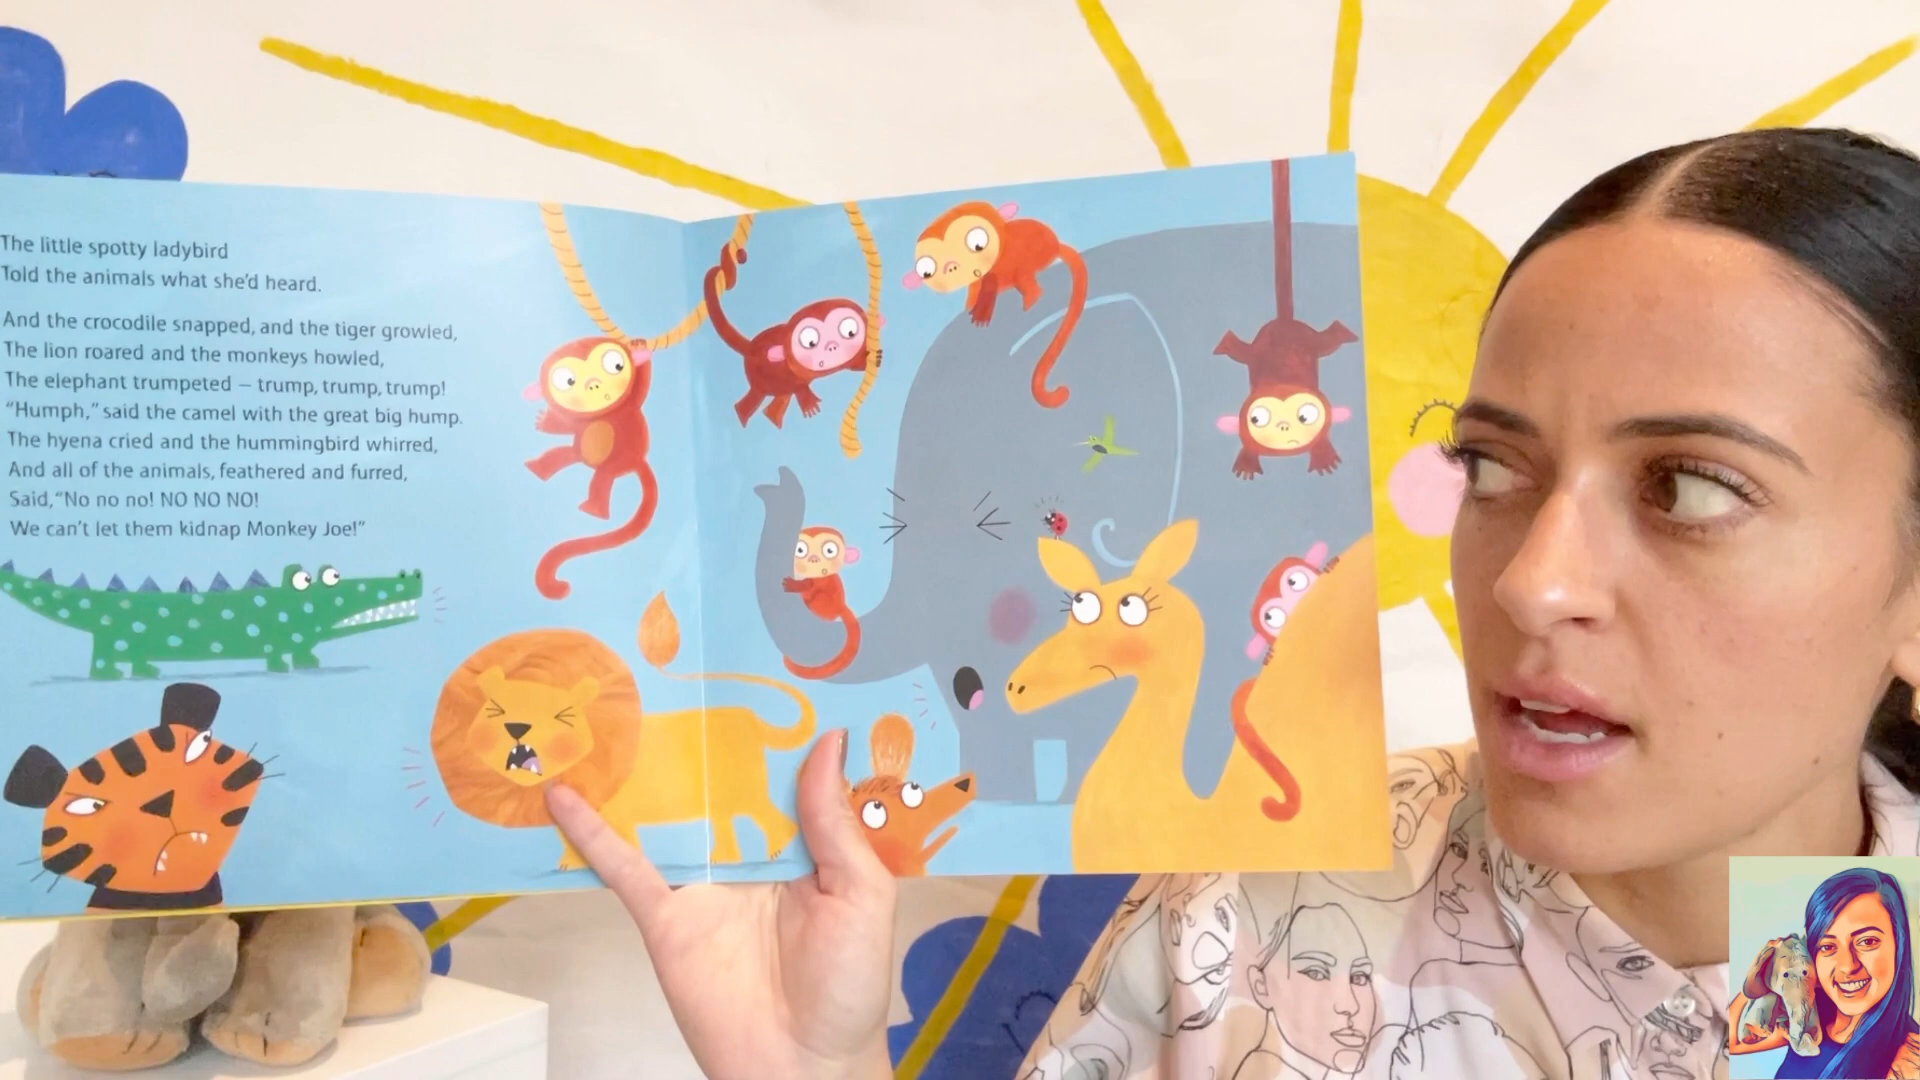 The little spotty ladybird
Told the animals what she'd heard.
And the crocodile snapped, and the tiger growled,
The lion roared and the monkeys howled,
The elephant trumpeted – trump, trump, trump!
“Humph,” said the camel with the great big hump.
The hyena cried and the hummingbird whirred,
And all of the animals, feathered and furred,
Said, “No no no! NO NO NO!
We can't let them kidnap Monkey Joe!”